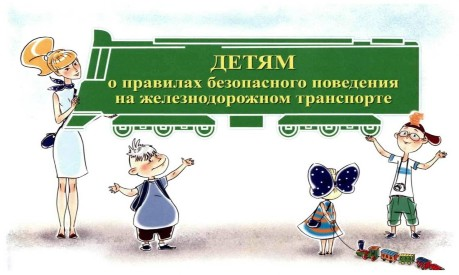 ДЕТЯМ
о правилах безопасного поведения
на железнодорожном транспорте